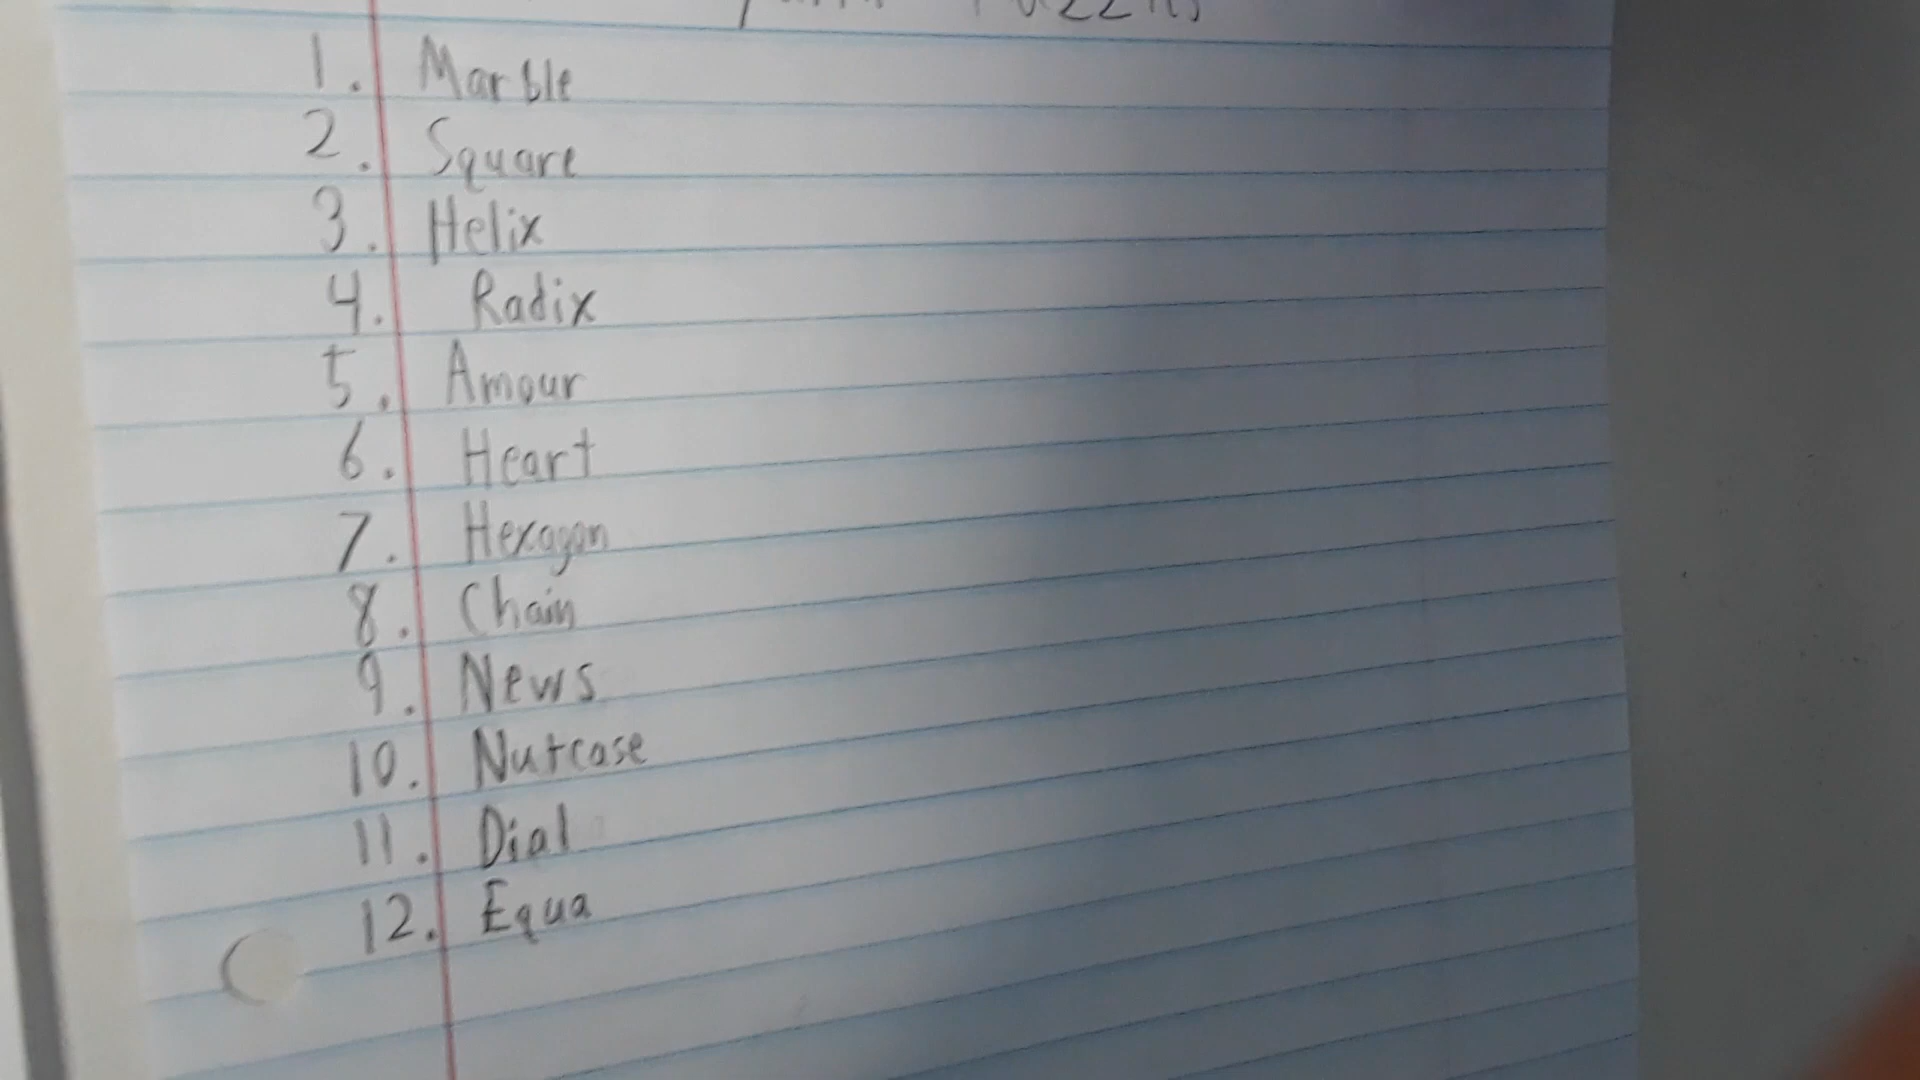 1. Marble
2. Square
3. Helix
4. Radix
5. Amour
6. Heart
7. Hexagon
8. Chain
9. News
10. Nutcase
11. Dial
12. Equa